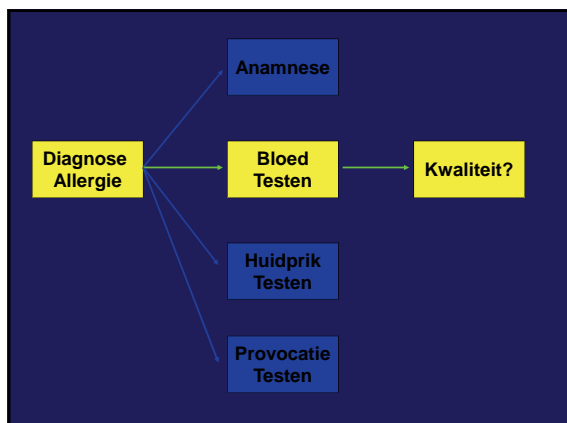 Anamnese
Diagnose
Allergie
Bloed
Testen
Kwaliteit?
Huidprik
Testen
Provocatie
Testen